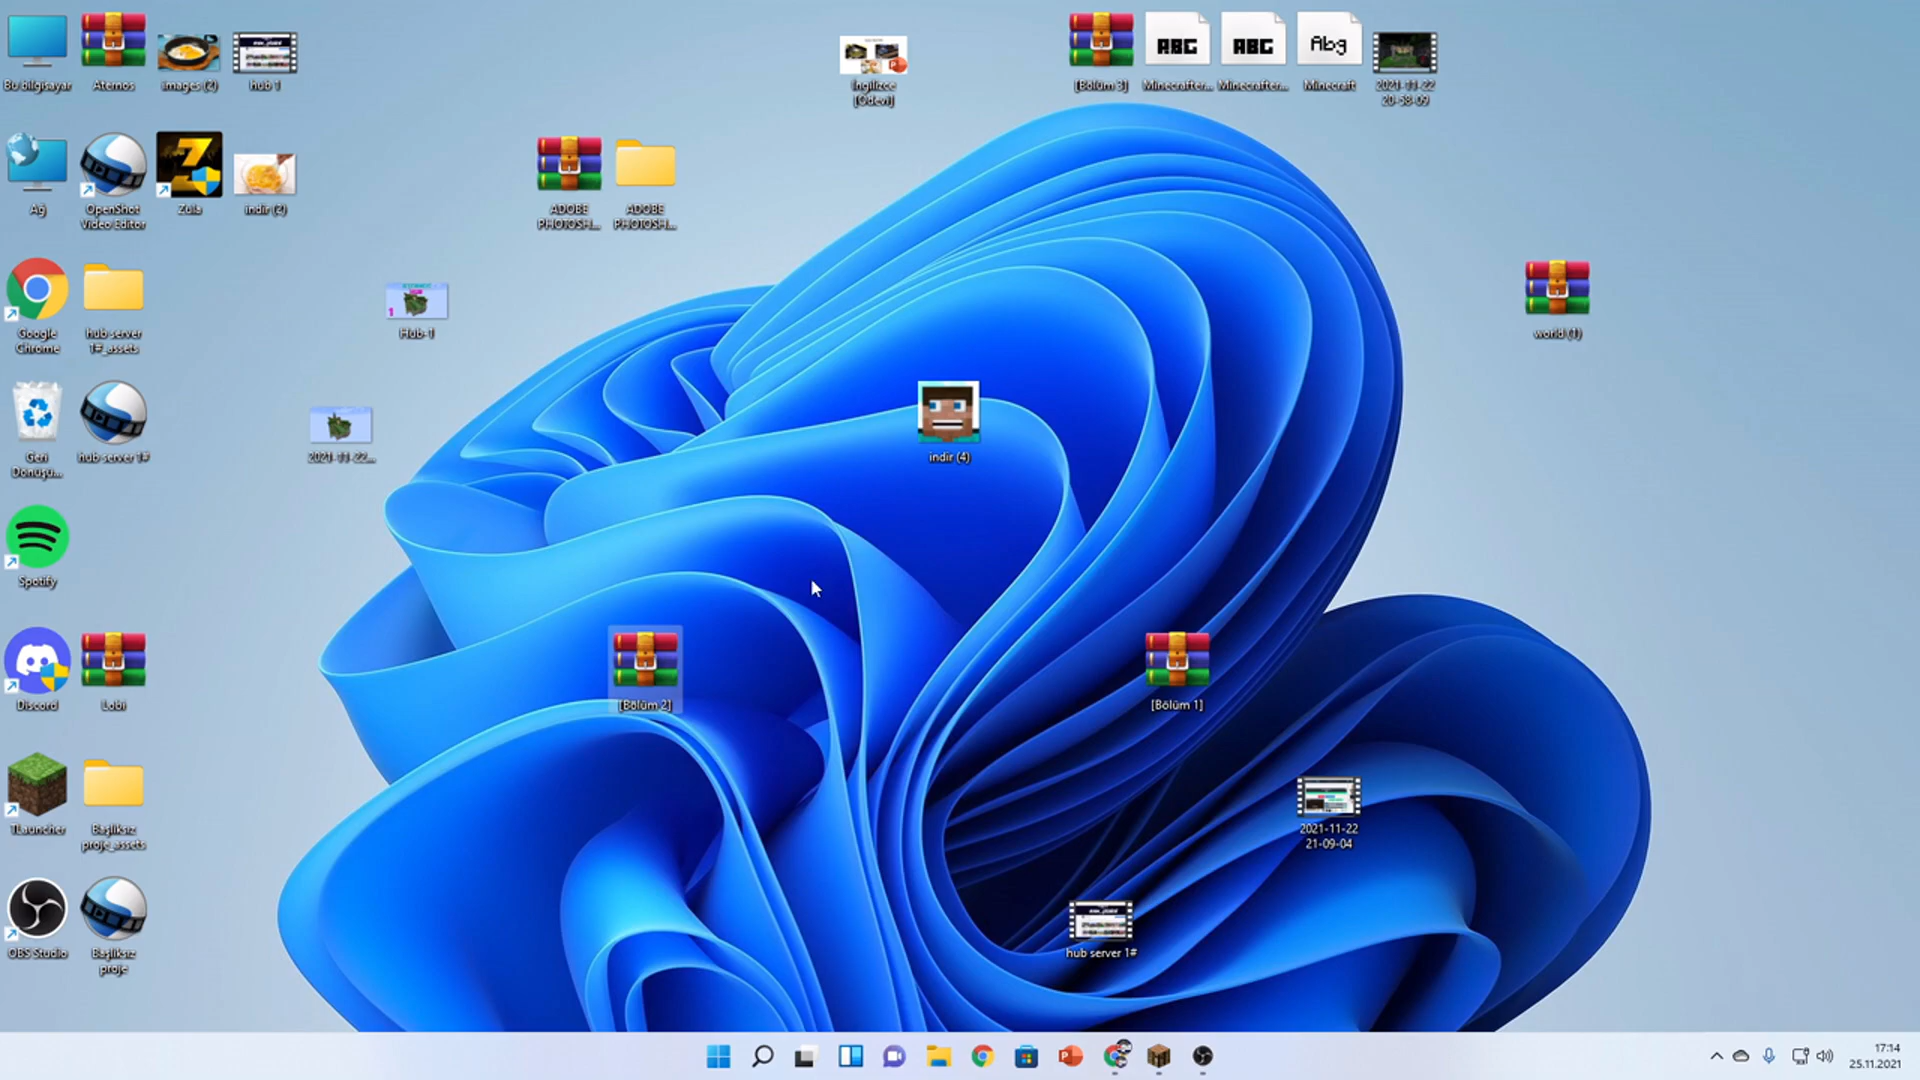 Bu bilgisayar
Aternos
images (2)
hub 1
İngilizce
[Ödevi]
[Bölüm 3]
Minecrafter...
Minecrafter...
Minecraft
2021-11-22
20-58-09
ABG
ABG
Abg
Ağ
OpenShot
Video Editor
Zula
indir (2)
ADOBE
PHOTOSH...
ADOBE
PHOTOSH...
Google
Chrome
hub server
1#_assets
Hub-1
world (1)
Geri
Dönüşü...
hub server 1#
2021-11-22...
indir (4)
Spotify
Discord
Lobi
[Bölüm 2]
[Bölüm 1]
TLauncher
Başlıksız
proje_assets
2021-11-22
21-09-04
OBS Studio
Başlıksız
proje
hub server 1#
17:14
25.11.2021